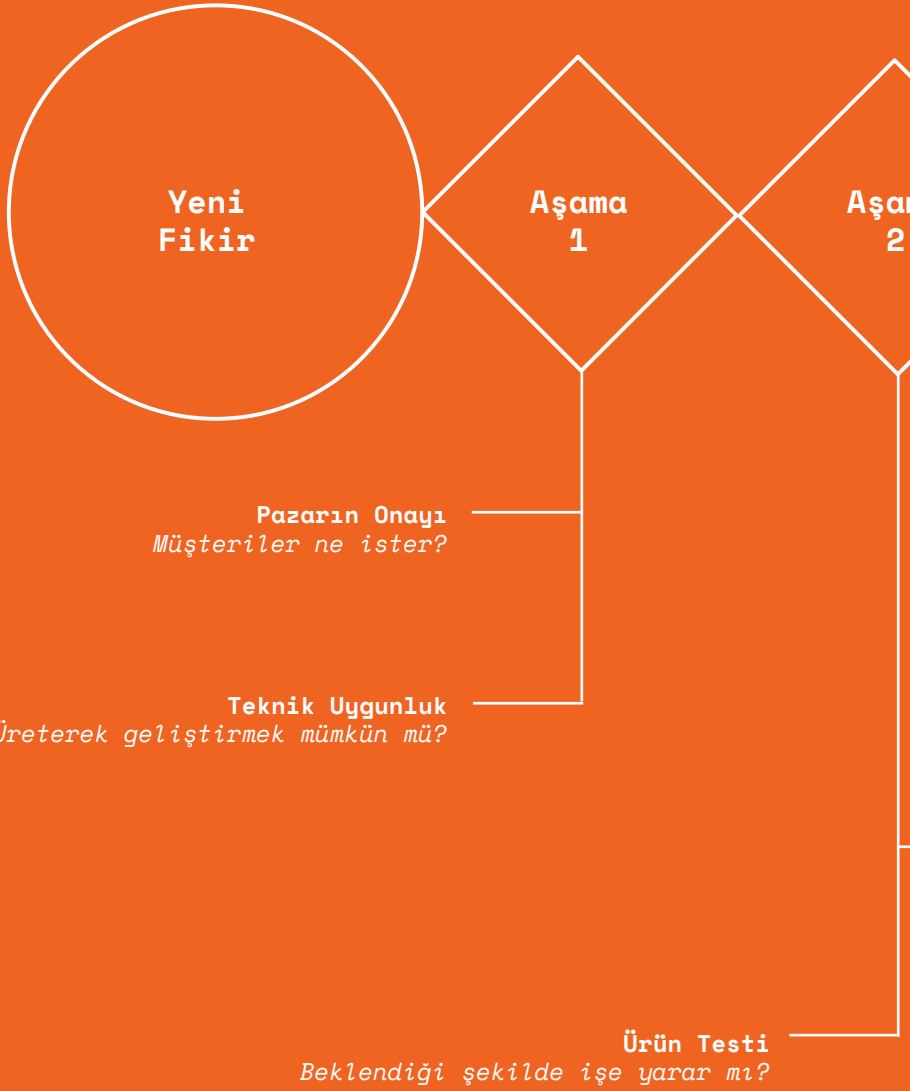 Yeni
Fikir
Aşama
1
2
Pazarın Onayı
Müşteriler ne ister?
Teknik Uygunluk
Üreterek geliştirmek mümkün mü?
Ürün Testi
Beklendiği şekilde işe yarar mı?